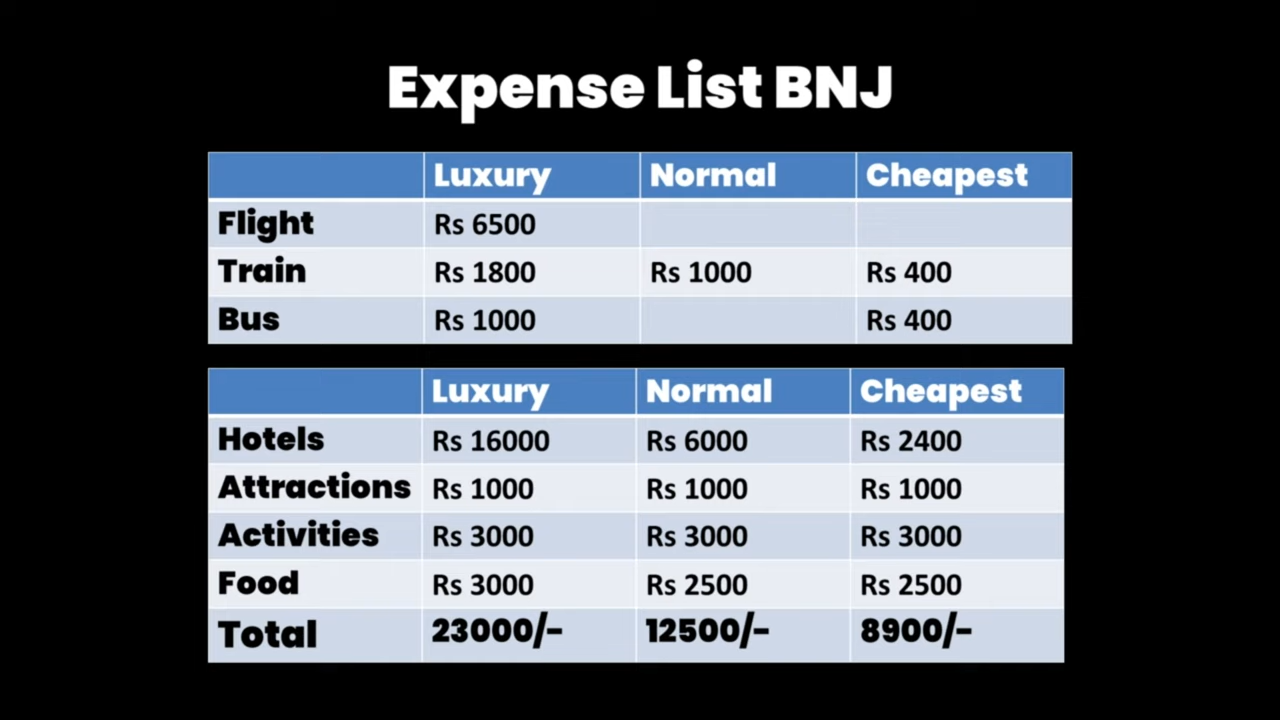 Expense List BNJ
Luxury Normal Cheapest
Flight Rs 6500
Train Rs 1800 Rs 1000 Rs 400
Bus Rs 1000 Rs 400
Luxury Normal Cheapest
Hotels Rs 16000 Rs 6000 Rs 2400
Attractions Rs 1000 Rs 1000 Rs 1000
Activities Rs 3000 Rs 3000 Rs 3000
Food Rs 3000 Rs 2500 Rs 2500
Total 23000/- 12500/- 8900/-